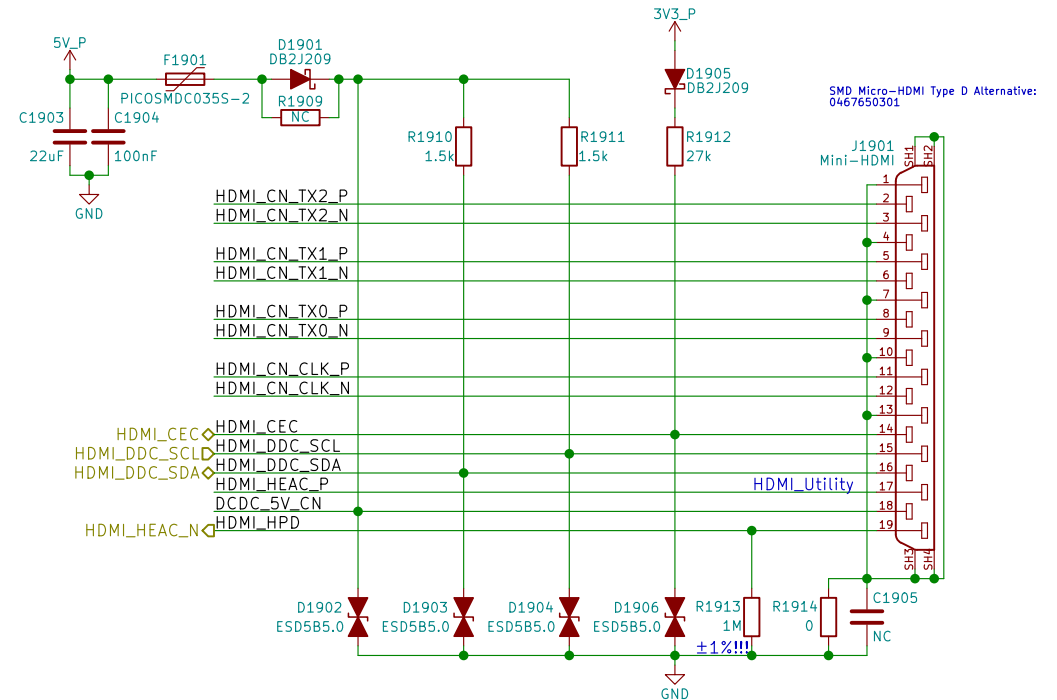 3V3_P
5V_P
D1901
DB2J209
F1901
PICOSMDC035S-2
R1909
NC
D1905
DB2J209
SMD Micro-HDMI Type D Alternative:
0467650301
C1903
22uF
C1904
100nF
GND
R1910
1.5k
R1911
1.5k
R1912
27k
J1901
Mini-HDMI
SH1
SH2
1
HDMI_CN_TX2_P
2
HDMI_CN_TX2_N
3
4
HDMI_CN_TX1_P
5
HDMI_CN_TX1_N
6
7
HDMI_CN_TX0_P
8
HDMI_CN_TX0_N
9
10
HDMI_CN_CLK_P
11
HDMI_CN_CLK_N
12
13
HDMI_CEC
HDMI_CEC
14
HDMI_DDC_SCL
HDMI_DDC_SCL
15
HDMI_DDC_SDA
HDMI_DDC_SDA
16
HDMI_HEAC_P
HDMI_Utility
17
DCDC_5V_CN
18
HDMI_HEAC_N
HDMI_HPD
19
SH3
SH4
D1902
ESD5B5.0
D1903
ESD5B5.0
D1904
ESD5B5.0
D1906
ESD5B5.0
R1913
1M
±1%!!!
R1914
0
C1905
NC
GND